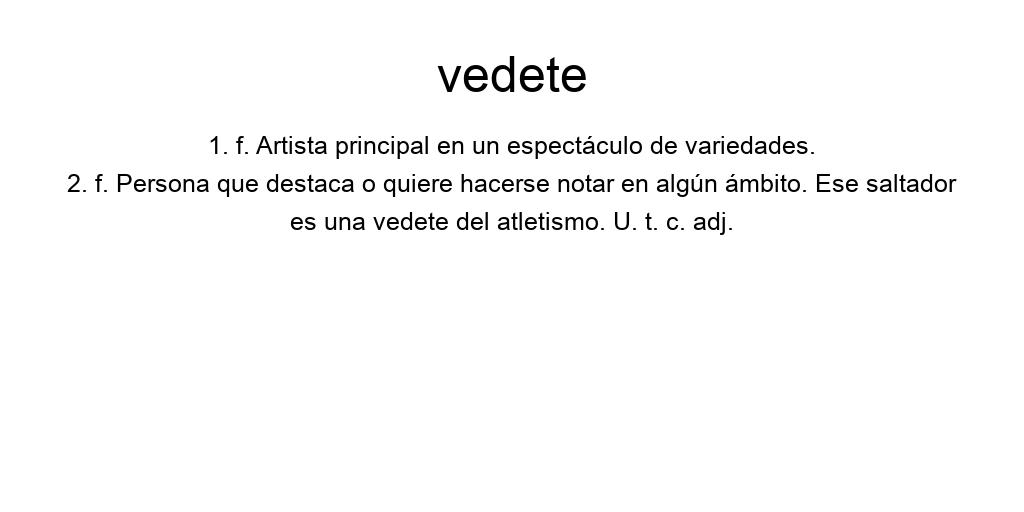 vedete
1. f. Artista principal en un espectáculo de variedades.
2. f. Persona que destaca o quiere hacerse notar en algún ámbito. Ese saltador
es una vedete del atletismo. U. t. c. adj.